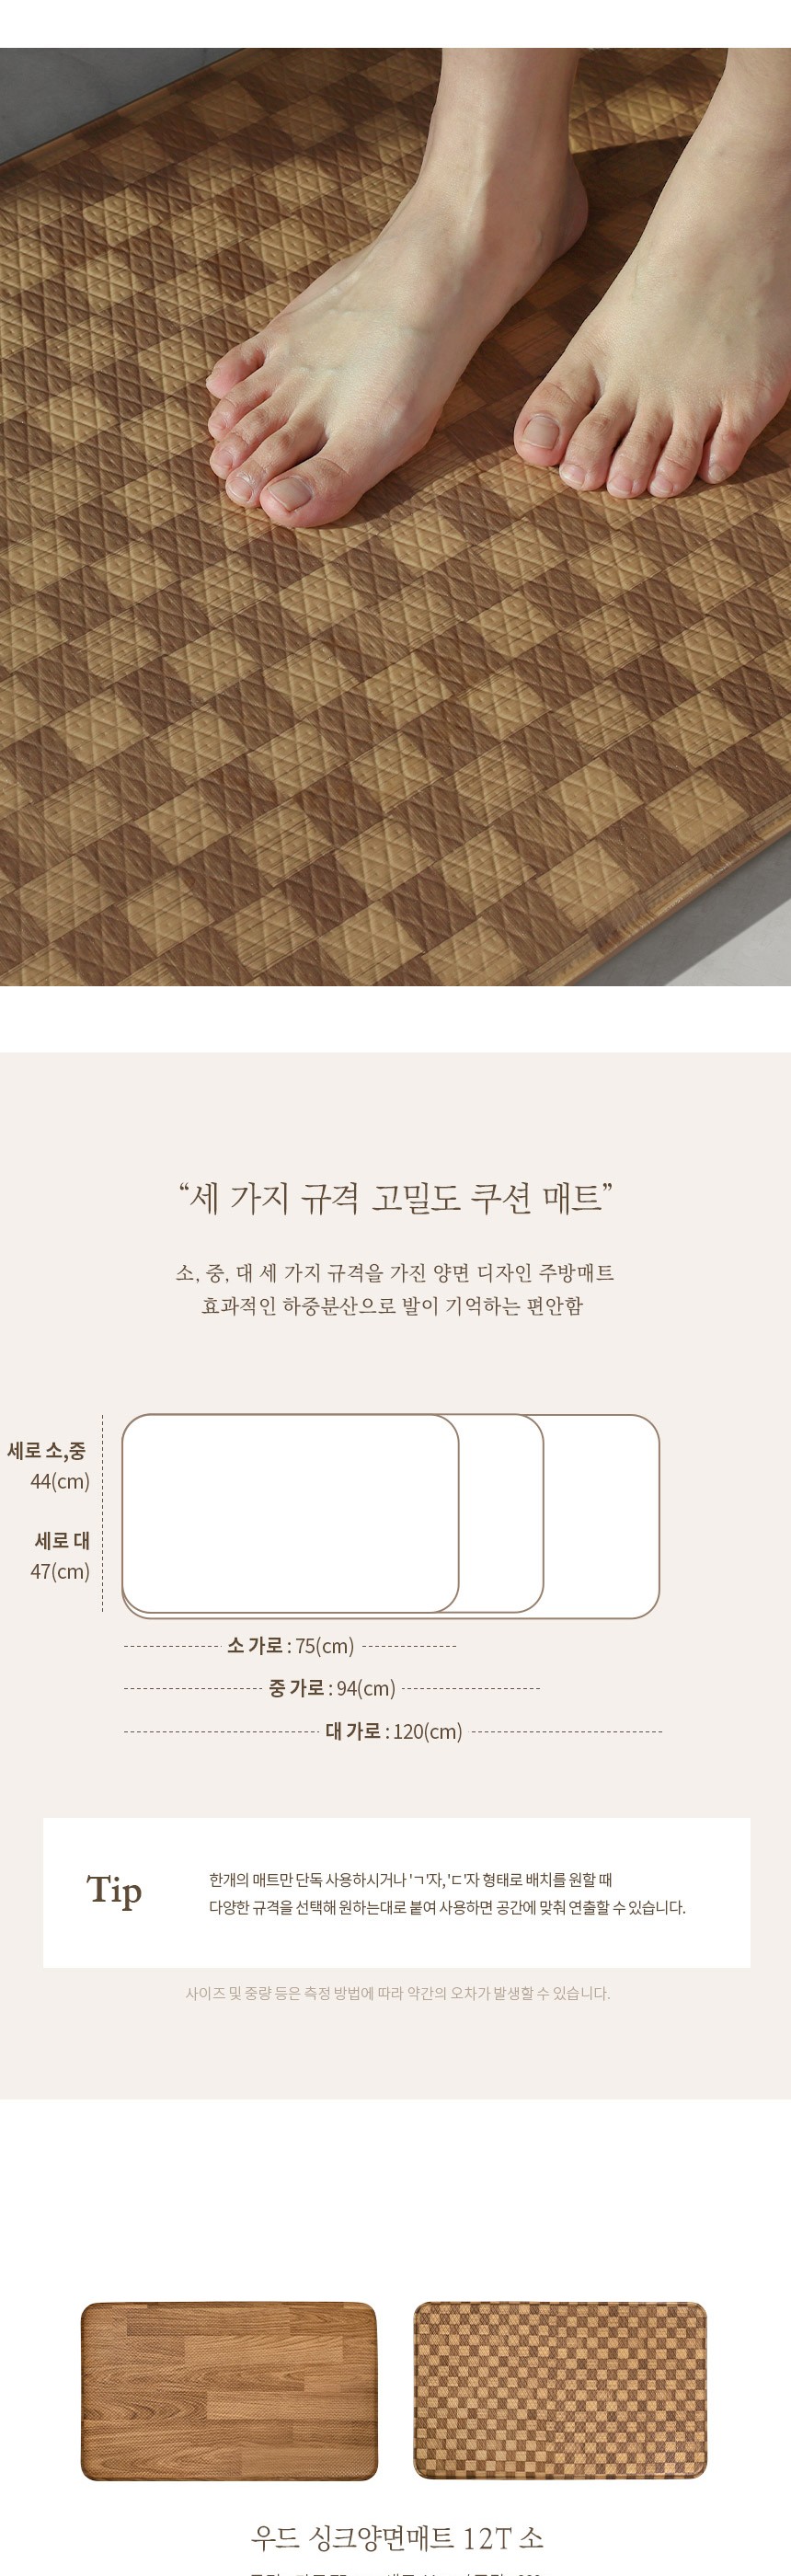 “세 가지 규격 고밀도 쿠션 매트”
소, 중, 대 세 가지 규격을 가진 양면 디자인 주방매트
효과적인 하중분산으로 발이 기억하는 편안함
세로 소,중
44(cm)
세로 대
47(cm)
소 가로 : 75(cm)
중 가로 : 94(cm)
대 가로 : 120(cm)
Tip
한개의 매트만 단독 사용하시거나 'ㄱ'자, 'ㄷ'자 형태로 배치를 원할 때
다양한 규격을 선택해 원하는대로 붙여 사용하면 공간에 맞춰 연출할 수 있습니다.
사이즈 및 중량 등은 측정 방법에 따라 약간의 오차가 발생할 수 있습니다.
우드 싱크양면매트 12T 소